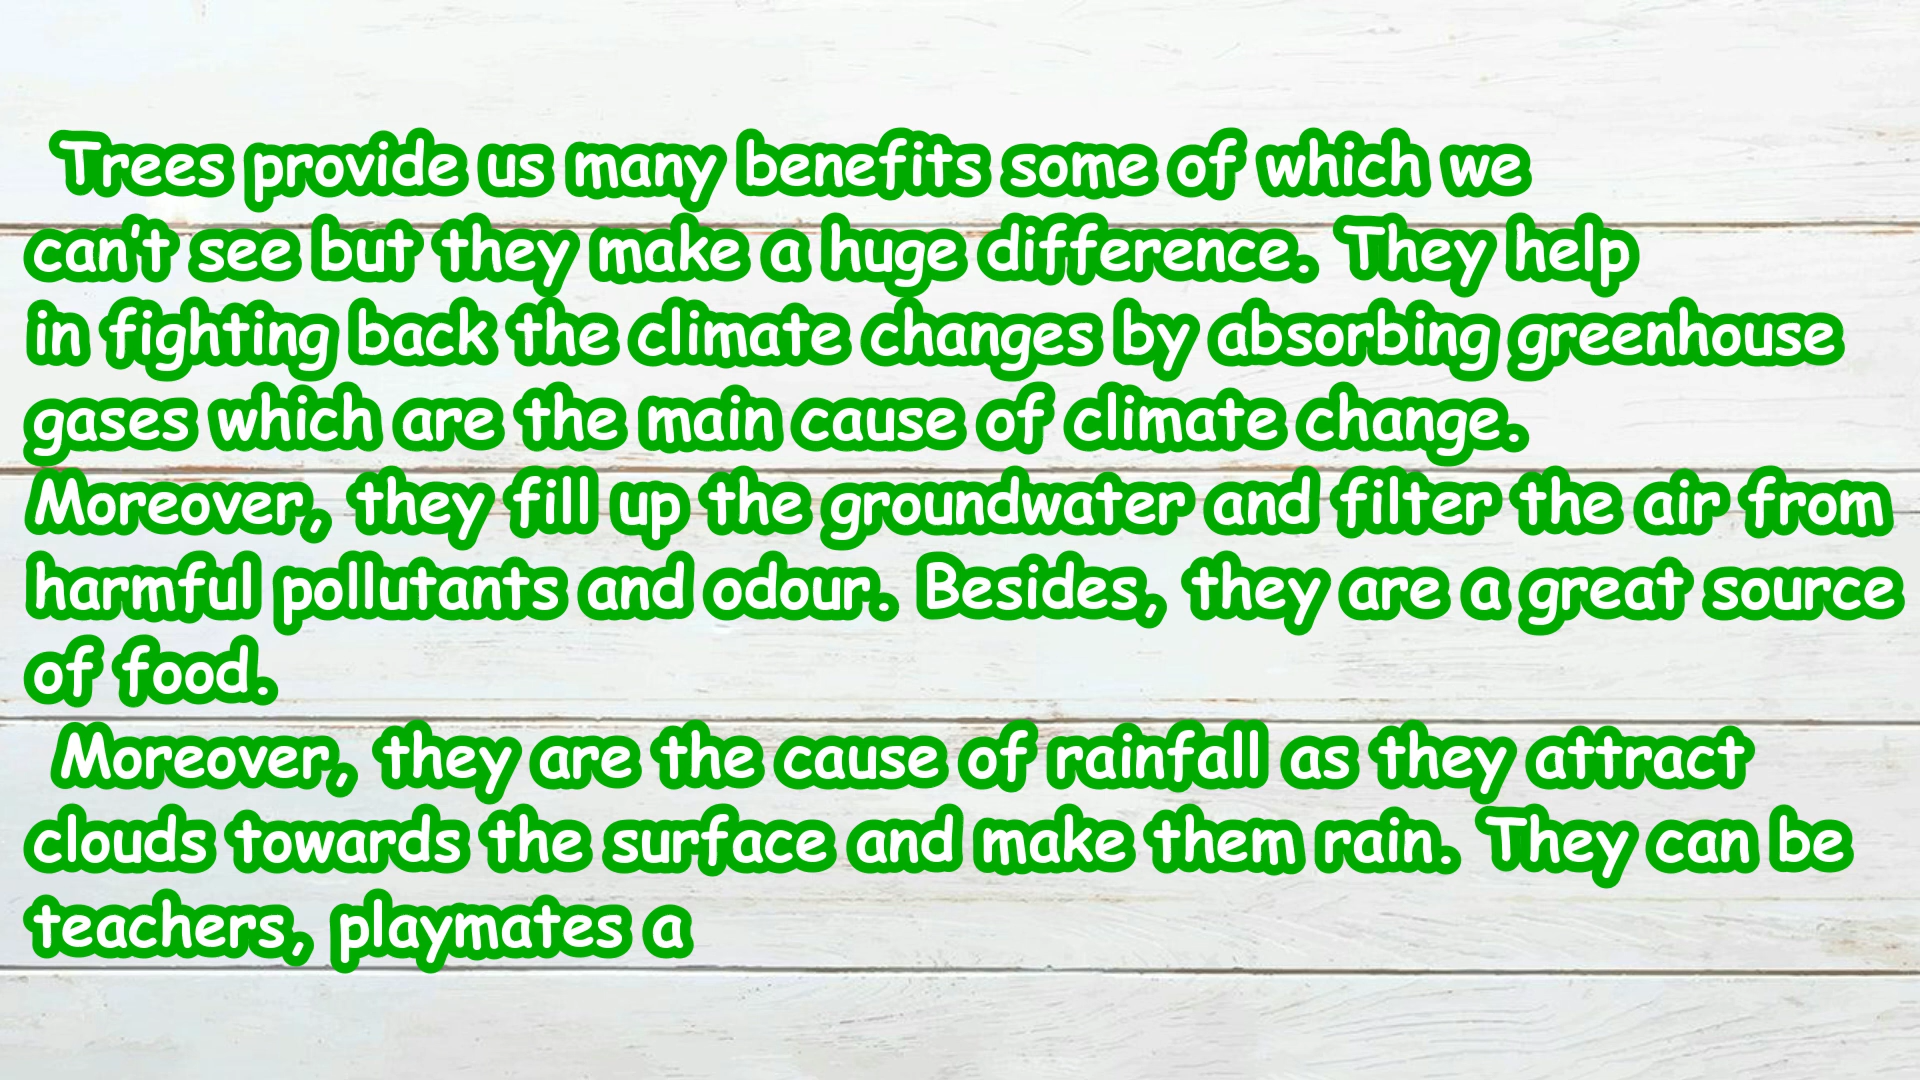 Trees provide us many benefits some of which we
can't see but they make a huge difference. They help
in fighting back the climate changes by absorbing greenhouse
gases which are the main cause of climate change.
Moreover, they fill up the groundwater and filter the air from
harmful pollutants and odour. Besides, they are a great source
of food.
Moreover, they are the cause of rainfall as they attract
clouds towards the surface and make them rain. They can be
teachers, playmates a